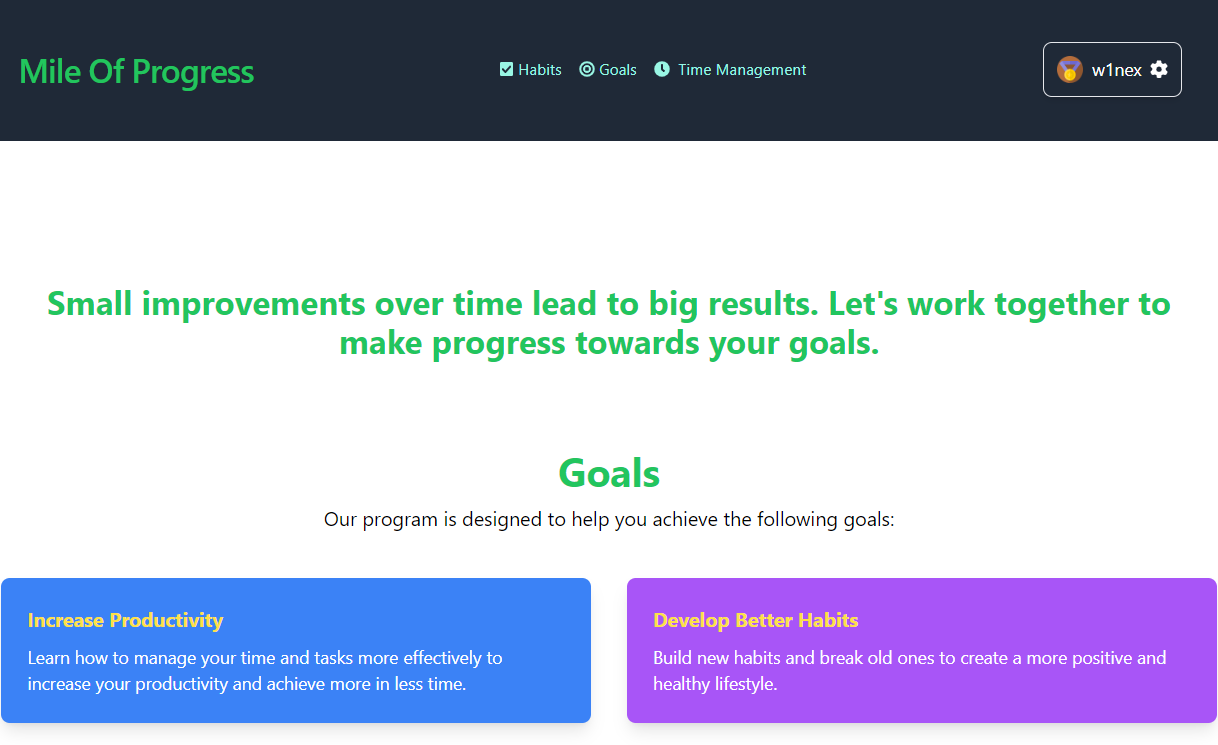 Mile Of Progress
Habits
Goals
Time Management
w1nex
Small improvements over time lead to big results. Let's work together to
make progress towards your goals.
Goals
Our program is designed to help you achieve the following goals:
Increase Productivity
Learn how to manage your time and tasks more effectively to
increase your productivity and achieve more in less time.
Develop Better Habits
Build new habits and break old ones to create a more positive and
healthy lifestyle.